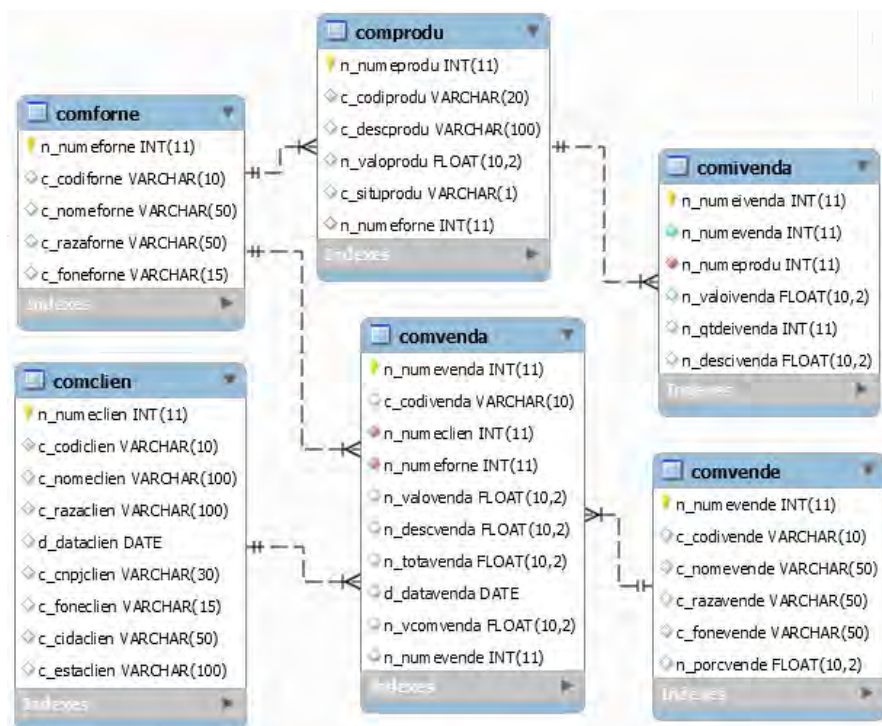 comprodu
n_numeprodu INT(11)
c_codiprodu VARCHAR(20)
c_descprodu VARCHAR(100)
n_valoprodu FLOAT(10,2)
c_situprodu VARCHAR(1)
n_numeforne INT(11)
Indexes
comforne
n_numeforne INT(11)
c_codiforne VARCHAR(10)
c_nomeforne VARCHAR(50)
c_razaforne VARCHAR(50)
c_foneforne VARCHAR(15)
Indexes
comivenda
n_numeivenda INT(11)
n_numevenda INT(11)
n_numeprodu INT(11)
n_valoivenda FLOAT(10,2)
n_qtdeivenda INT(11)
n_descivenda FLOAT(10,2)
Indexes
comvenda
n_numevenda INT(11)
c_codivenda VARCHAR(10)
n_numeclien INT(11)
n_numeforne INT(11)
n_valovenda FLOAT(10,2)
n_descvenda FLOAT(10,2)
n_totavenda FLOAT(10,2)
d_datavenda DATE
n_vcomvenda FLOAT(10,2)
n_numevende INT(11)
Indexes
comclien
n_numeclien INT(11)
c_codiclien VARCHAR(10)
c_nomeclien VARCHAR(100)
c_razaclien VARCHAR(100)
d_dataclien DATE
c_cnpjclien VARCHAR(30)
c_foneclien VARCHAR(15)
c_cidaclien VARCHAR(50)
c_estaclien VARCHAR(100)
Indexes
comvende
n_numevende INT(11)
c_codivende VARCHAR(10)
c_nomevende VARCHAR(50)
c_razavende VARCHAR(50)
c_fonevende VARCHAR(50)
n_porcvende FLOAT(10,2)
Indexes